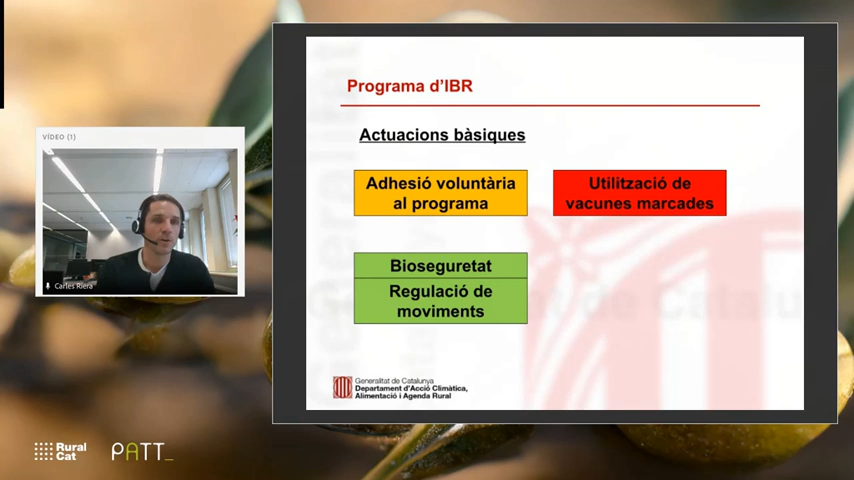 Programa d'IBR
Actuacions bàsiques
VÍDEO (1)
Adhesió voluntària
al programa
Utilització de
vacunes marcades
Carles Riera
Bioseguretat
Regulació de
moviments
Generalitat de Catalunya
Departament d'Acció Climàtica,
Alimentació i Agenda Rural
Rural
Cat
PATT_